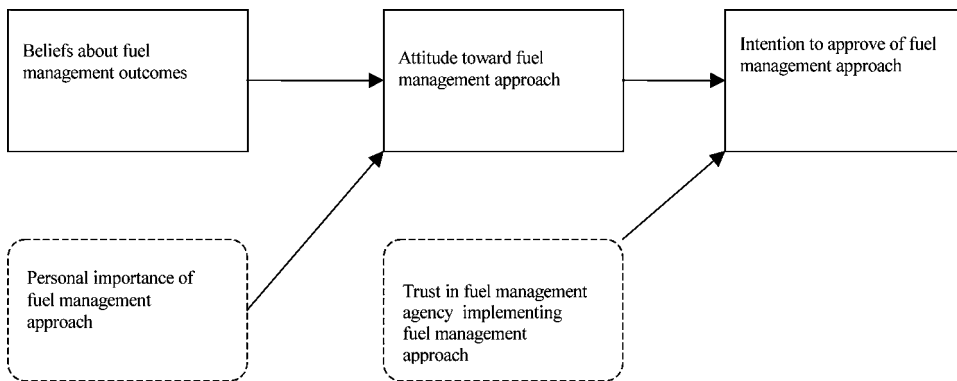 Beliefs about fuel
management outcomes
Attitude toward fuel
management approach
Intention to approve of fuel
management approach
Personal importance of
fuel management
approach
Trust in fuel management
agency implementing
fuel management
approach